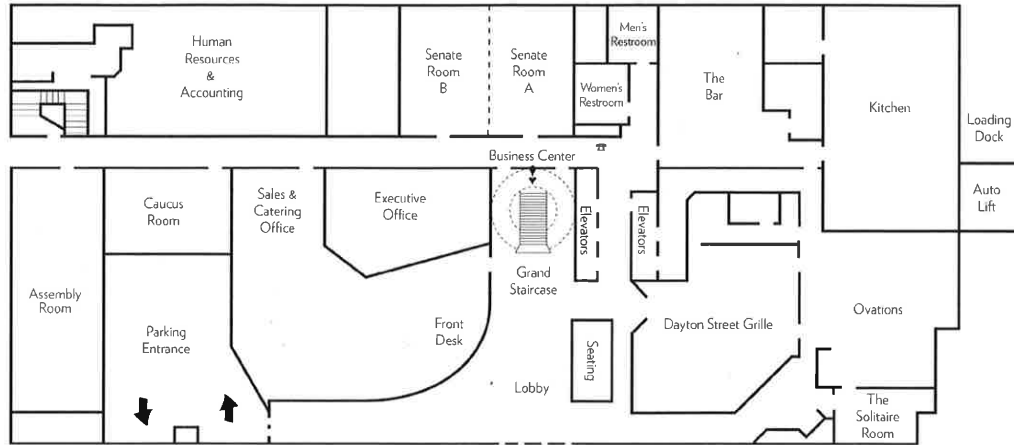 Human
Resources
&
Accounting
Senate
Room
B
Senate
Room
A
Men's
Restroom
Women's
Restroom
The
Bar
Kitchen
Loading
Dock
Auto
Lift
Business Center
Caucus
Room
Sales &
Catering
Office
Executive
Office
Elevators
Elevators
Grand
Staircase
Assembly
Room
Parking
Entrance
Front
Desk
Seating
Lobby
Dayton Street Grille
Ovations
The
Solitaire
Room